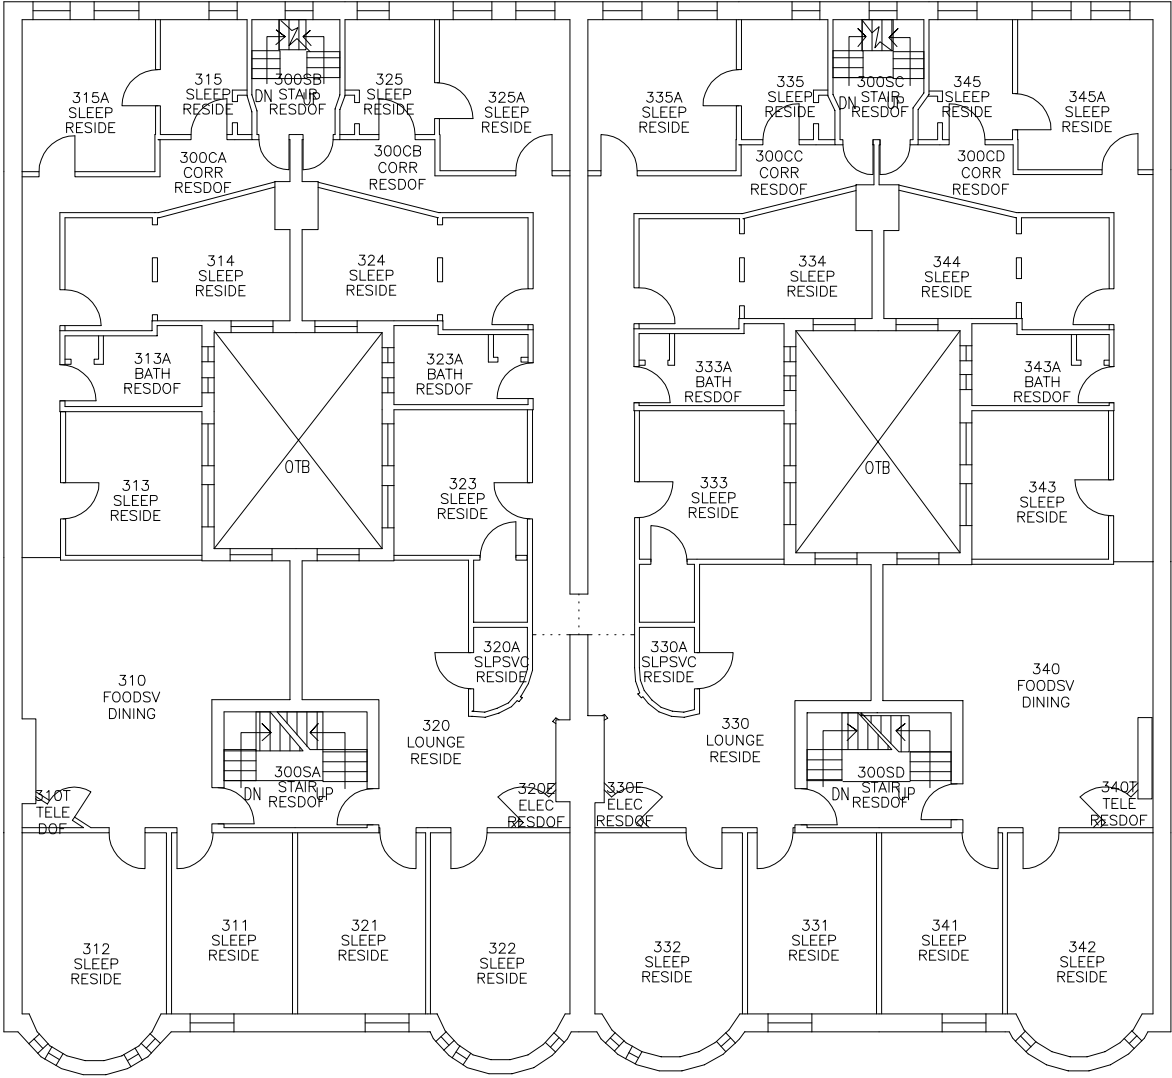 315A
SLEEP
RESIDE
315
SLEEP
RESIDE
300SB
STAIR
RESDOF
DN
UP
325
SLEEP
RESIDE
325A
SLEEP
RESIDE
335A
SLEEP
RESIDE
335
SLEEP
RESIDE
300SC
STAIR
RESDOF
DN
UP
345
SLEEP
RESIDE
345A
SLEEP
RESIDE
300CA
CORR
RESDOF
300CB
CORR
RESDOF
300CC
CORR
RESDOF
300CD
CORR
RESDOF
314
SLEEP
RESIDE
324
SLEEP
RESIDE
334
SLEEP
RESIDE
344
SLEEP
RESIDE
313A
BATH
RESDOF
323A
BATH
RESDOF
333A
BATH
RESDOF
343A
BATH
RESDOF
OTB
OTB
313
SLEEP
RESIDE
323
SLEEP
RESIDE
333
SLEEP
RESIDE
343
SLEEP
RESIDE
320A
SLPSVC
RESIDE
330A
SLPSVC
RESIDE
310
FOODSV
DINING
320
LOUNGE
RESIDE
330
LOUNGE
RESIDE
340
FOODSV
DINING
310T
TELE
DOF
300SA
STAIR
RESDOF
DN
UP
320E
ELEC
RESDOF
330E
ELEC
RESDOF
300SD
STAIR
RESDOF
DN
UP
340T
TELE
RESDOF
312
SLEEP
RESIDE
311
SLEEP
RESIDE
321
SLEEP
RESIDE
322
SLEEP
RESIDE
332
SLEEP
RESIDE
331
SLEEP
RESIDE
341
SLEEP
RESIDE
342
SLEEP
RESIDE